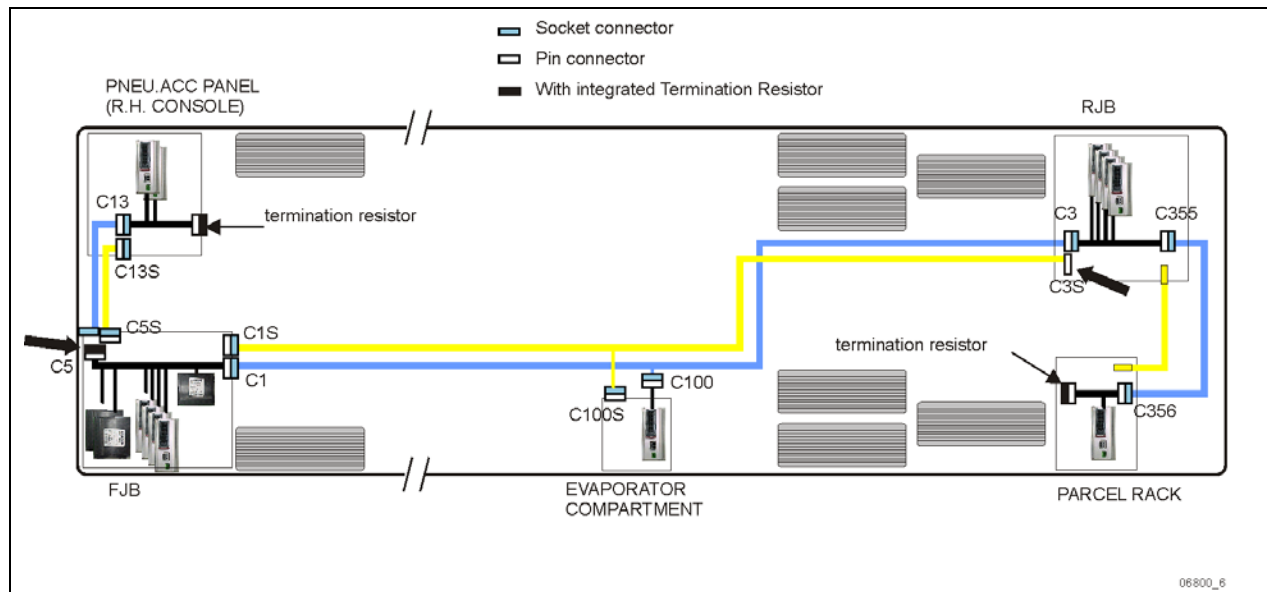 Socket connector
Pin connector
With integrated Termination Resistor
PNEU.ACC PANEL
(R.H. CONSOLE)
RJB
C13
termination resistor
C3
C355
C13S
C3S
C5S
C1S
C5
C1
termination resistor
C100
C100S
C356
FJB
EVAPORATOR
COMPARTMENT
PARCEL RACK
06800_6